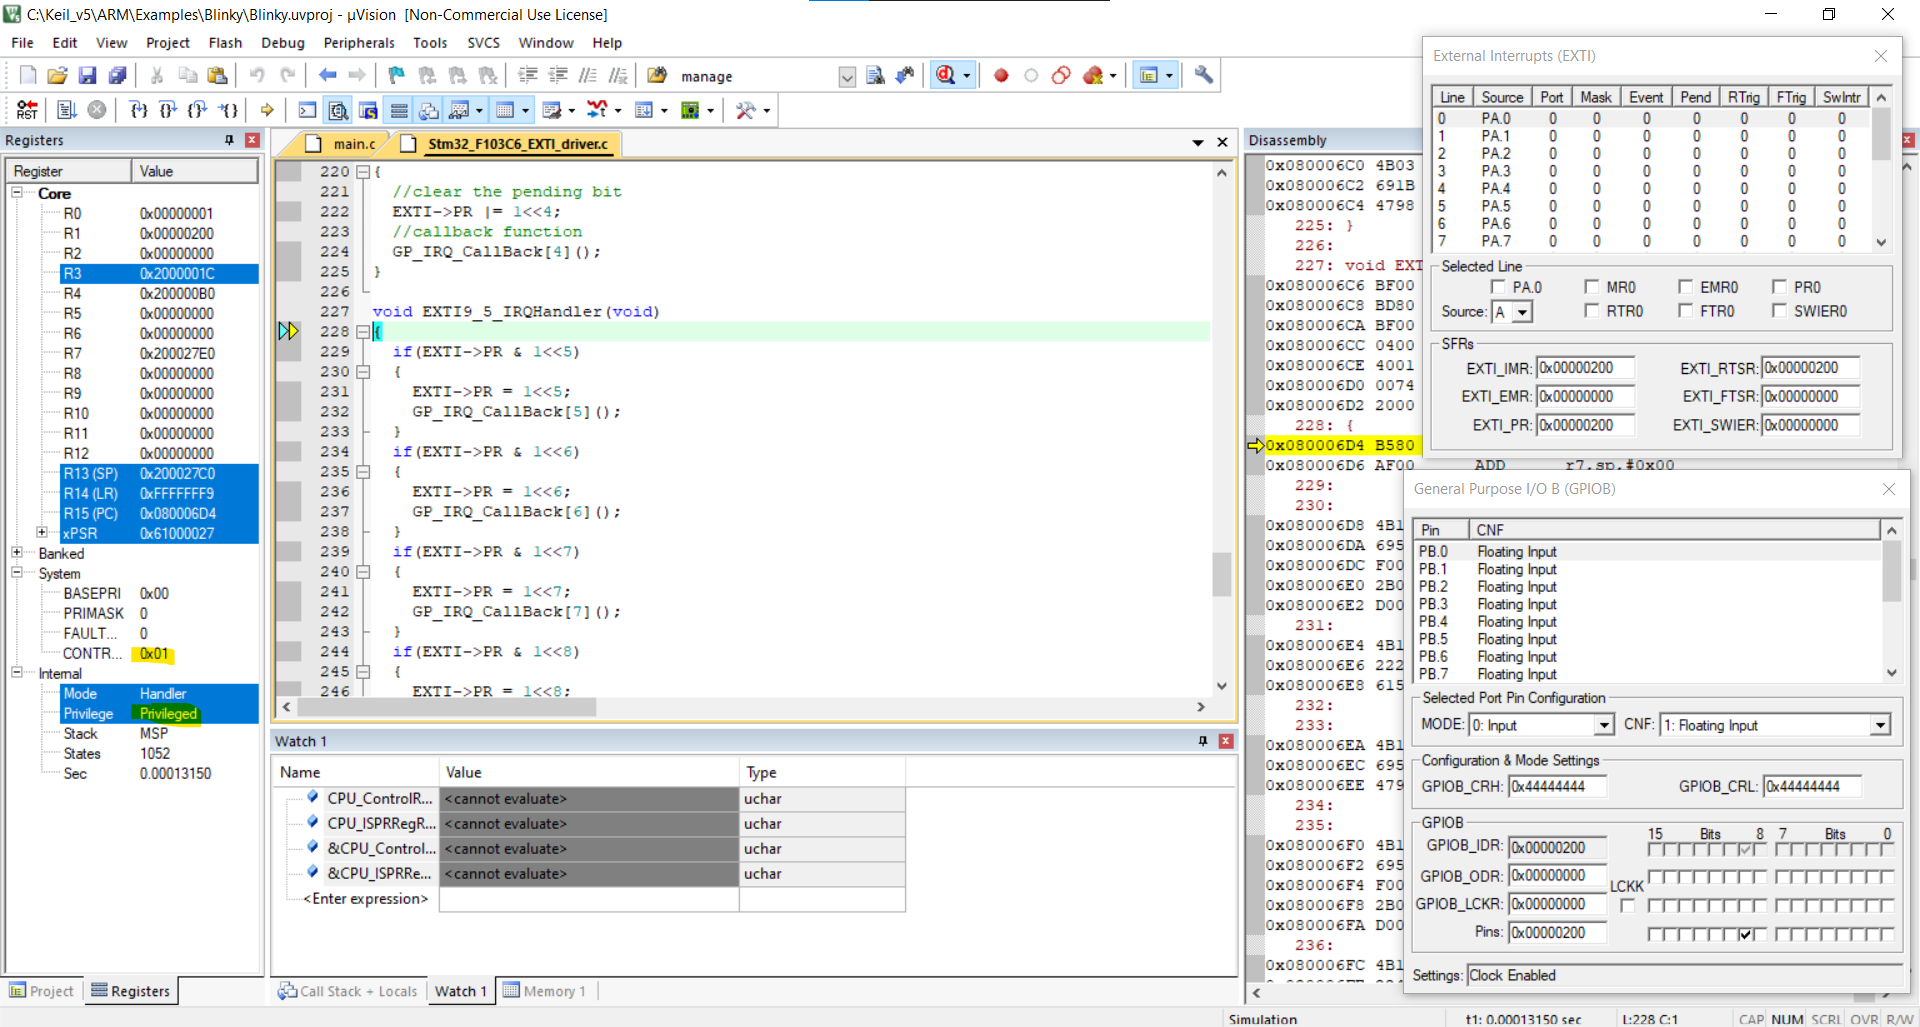 C:\Keil_v5\ARM\Examples\Blinky\Blinky.uvproj - µVision  [Non-Commercial Use License]
File Edit View Project Flash Debug Peripherals Tools SVCS Window Help
manage
RST
Registers
Register Value
Core
R0 0x00000001
R1 0x00000200
R2 0x00000000
R3 0x2000001C
R4 0x200000B0
R5 0x00000000
R6 0x00000000
R7 0x200027E0
R8 0x00000000
R9 0x00000000
R10 0x00000000
R11 0x00000000
R12 0x00000000
R13 (SP) 0x200027C0
R14 (LR) 0xFFFFFFF9
R15 (PC) 0x080006D4
xPSR 0x61000027
Banked
System
BASEPRI 0x00
PRIMASK 0
FAULT... 0
CONTR... 0x01
Internal
Mode Handler
Privilege Privileged
Stack MSP
States 1052
Sec 0.00013150
Project Registers
main.c Stm32_F103C6_EXTI_driver.c
220 {
221 //clear the pending bit
222 EXTI->PR |= 1<<4;
223 //callback function
224 GP_IRQ_CallBack[4]();
225 }
226
227 void EXTI9_5_IRQHandler(void)
228 {
229 if(EXTI->PR & 1<<5)
230 {
231 EXTI->PR = 1<<5;
232 GP_IRQ_CallBack[5]();
233 }
234 if(EXTI->PR & 1<<6)
235 {
236 EXTI->PR = 1<<6;
237 GP_IRQ_CallBack[6]();
238 }
239 if(EXTI->PR & 1<<7)
240 {
241 EXTI->PR = 1<<7;
242 GP_IRQ_CallBack[7]();
243 }
244 if(EXTI->PR & 1<<8)
245 {
246 EXTI->PR = 1<<8;
Watch 1
Name Value Type
CPU_ControlR... <cannot evaluate> uchar
CPU_ISPRRegR... <cannot evaluate> uchar
&CPU_Control... <cannot evaluate> uchar
&CPU_ISPRRe... <cannot evaluate> uchar
<Enter expression>
Call Stack + Locals Watch 1 Memory 1
Disassembly
0x080006C0 4B03
0x080006C2 691B
0x080006C4 4798
225: }
226:
227: void EXT
0x080006C6 BF00
0x080006C8 BD80
0x080006CA BF00
0x080006CC 0400
0x080006CE 4001
0x080006D0 0074
0x080006D2 2000
228: {
0x080006D4 B580
0x080006D6 AF00 ADD r7,sp,#0x00
229:
230:
0x080006D8 4B1
0x080006DA 695
0x080006DC F00
0x080006E0 2B0
0x080006E2 D00
231:
0x080006E4 4B1
0x080006E6 222
0x080006E8 615
232:
233:
0x080006EA 4B1
0x080006EC 695
0x080006EE 479
234:
235:
0x080006F0 4B1
0x080006F2 695
0x080006F4 F00
0x080006F8 2B0
0x080006FA D00
236:
0x080006FC 4B1
External Interrupts (EXTI)
Line Source Port Mask Event Pend RTrig FTrig SwIntr
0 PA.0 0 0 0 0 0 0 0
1 PA.1 0 0 0 0 0 0 0
2 PA.2 0 0 0 0 0 0 0
3 PA.3 0 0 0 0 0 0 0
4 PA.4 0 0 0 0 0 0 0
5 PA.5 0 0 0 0 0 0 0
6 PA.6 0 0 0 0 0 0 0
7 PA.7 0 0 0 0 0 0 0
Selected Line
PA.0 MR0 EMR0 PR0
Source: A RTR0 FTR0 SWIER0
SFRs
EXTI_IMR: 0x00000200 EXTI_RTSR: 0x00000200
EXTI_EMR: 0x00000000 EXTI_FTSR: 0x00000000
EXTI_PR: 0x00000200 EXTI_SWIER: 0x00000000
General Purpose I/O B (GPIOB)
Pin CNF
PB.0 Floating Input
PB.1 Floating Input
PB.2 Floating Input
PB.3 Floating Input
PB.4 Floating Input
PB.5 Floating Input
PB.6 Floating Input
PB.7 Floating Input
Selected Port Pin Configuration
MODE: 0: Input CNF: 1: Floating Input
Configuration & Mode Settings
GPIOB_CRH: 0x44444444 GPIOB_CRL: 0x44444444
GPIOB
15 Bits 8 7 Bits 0
GPIOB_IDR: 0x00000200
GPIOB_ODR: 0x00000000
LCKK
GPIOB_LCKR: 0x00000000
Pins: 0x00000200
Settings: Clock Enabled
Simulation t1: 0.00013150 sec L:228 C:1 CAP NUM SCRL OVR R/W